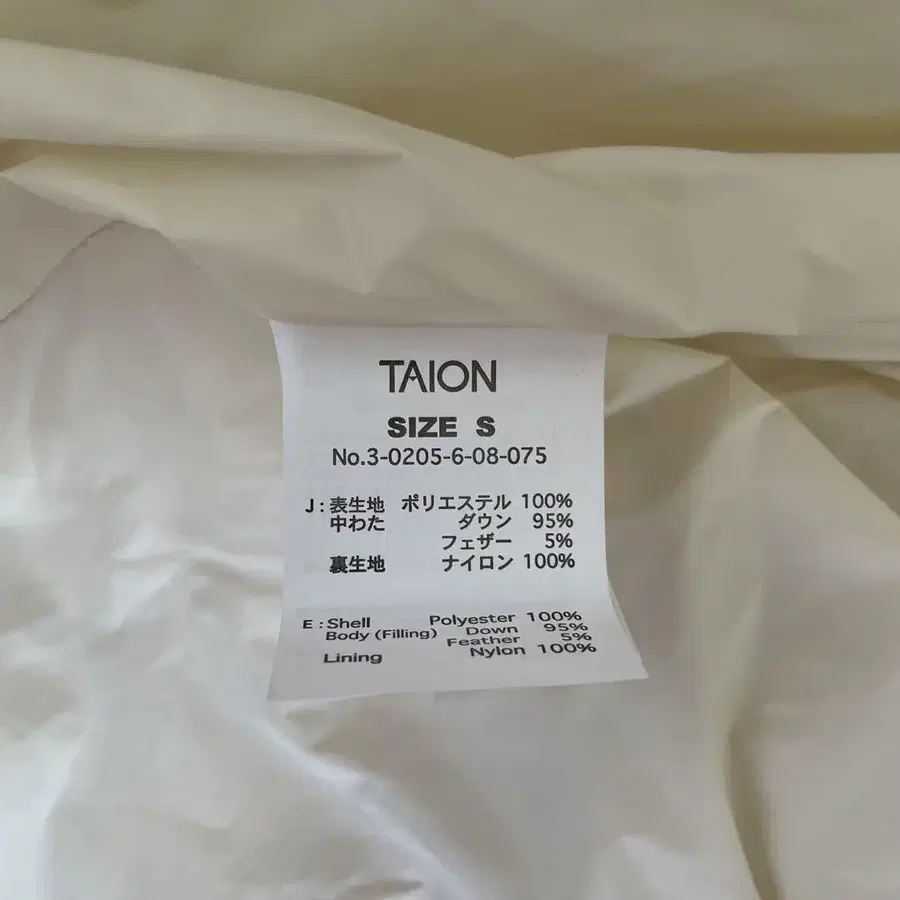 TAION
SIZE S
No.3-0205-6-08-075
J : 表生地 ポリエステル 100%
中わた ダウン 95%
フェザー 5%
裏生地 ナイロン 100%
E : Shell Polyester 100%
Body (Filling) Down 95%
Feather 5%
Lining Nylon 100%